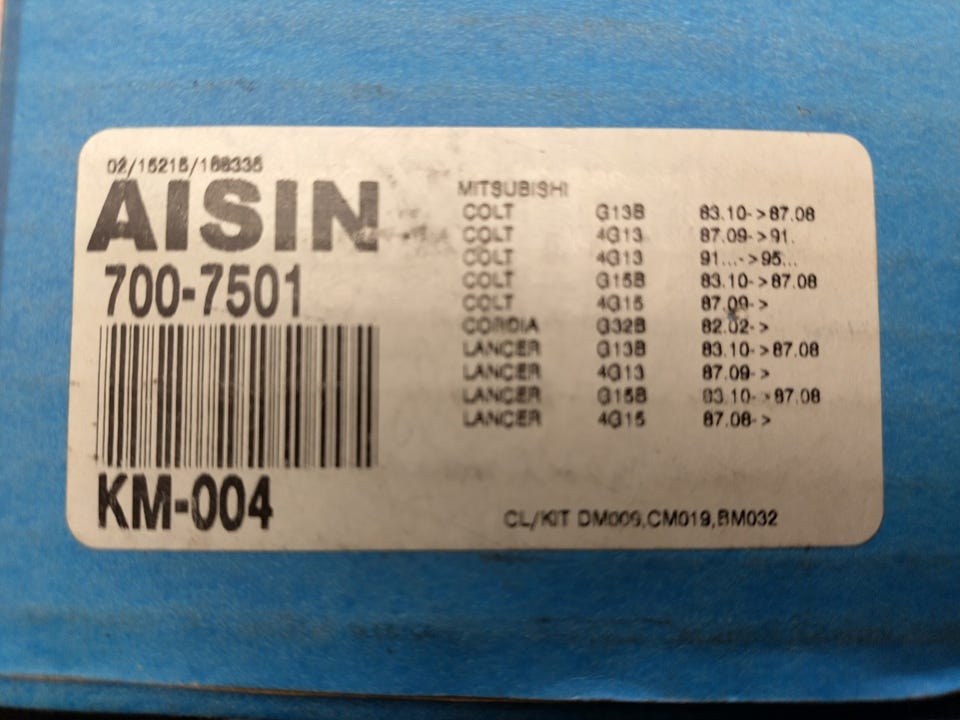 02/15215/168335
AISIN
700-7501
KM-004
MITSUBISHI
COLT G13B 83.10->87.08
COLT 4G13 87.09->91.
COLT 4G13 91...->95...
COLT G15B 83.10->87.08
COLT 4G15 87.09->
CORDIA G32B 82.02->
LANCER G13B 83.10->87.08
LANCER 4G13 87.09->
LANCER G15B 83.10->87.08
LANCER 4G15 87.08->
CL/KIT DM009,CM019,BM032